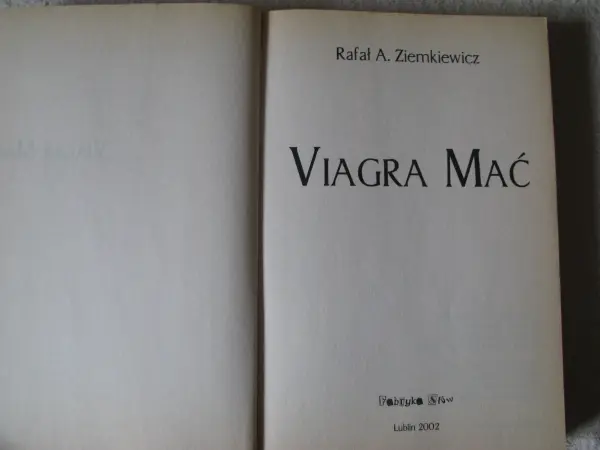 Rafał A. Ziemkiewicz
VIAGRA MAĆ
Fabryka Słów
Lublin 2002